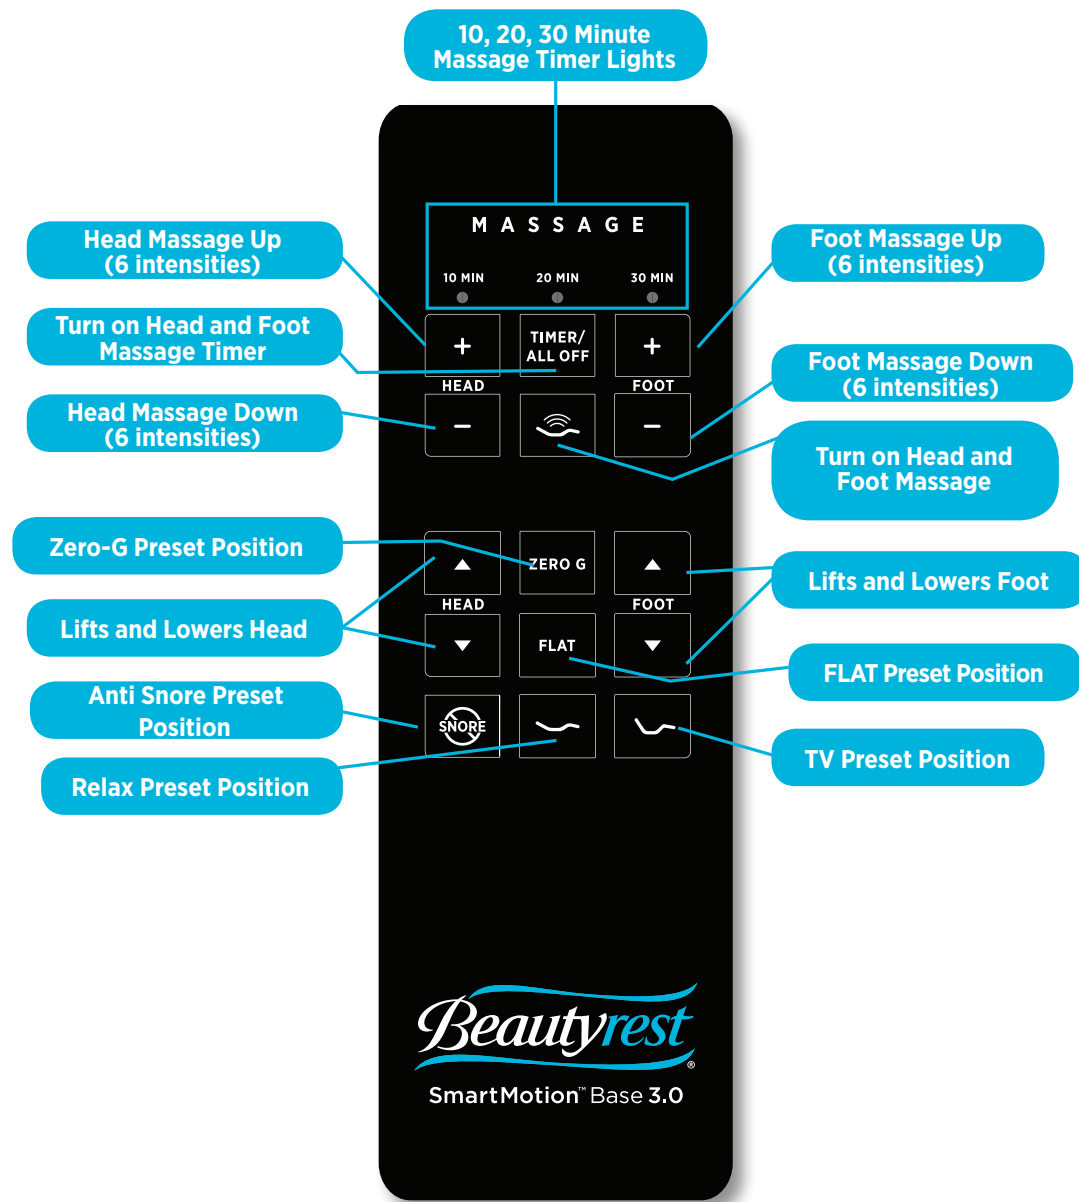 10, 20, 30 Minute
Massage Timer Lights
MASSAGE
Head Massage Up
(6 intensities)
Foot Massage Up
(6 intensities)
10 MIN
20 MIN
30 MIN
Turn on Head and Foot
Massage Timer
+
TIMER/
ALL OFF
+
HEAD
FOOT
Foot Massage Down
(6 intensities)
Head Massage Down
(6 intensities)
−
−
Turn on Head and
Foot Massage
Zero-G Preset Position
ZERO G
Lifts and Lowers Foot
HEAD
FOOT
Lifts and Lowers Head
FLAT
FLAT Preset Position
Anti Snore Preset
Position
SNORE
TV Preset Position
Relax Preset Position
Beautyrest®
SmartMotion™ Base 3.0